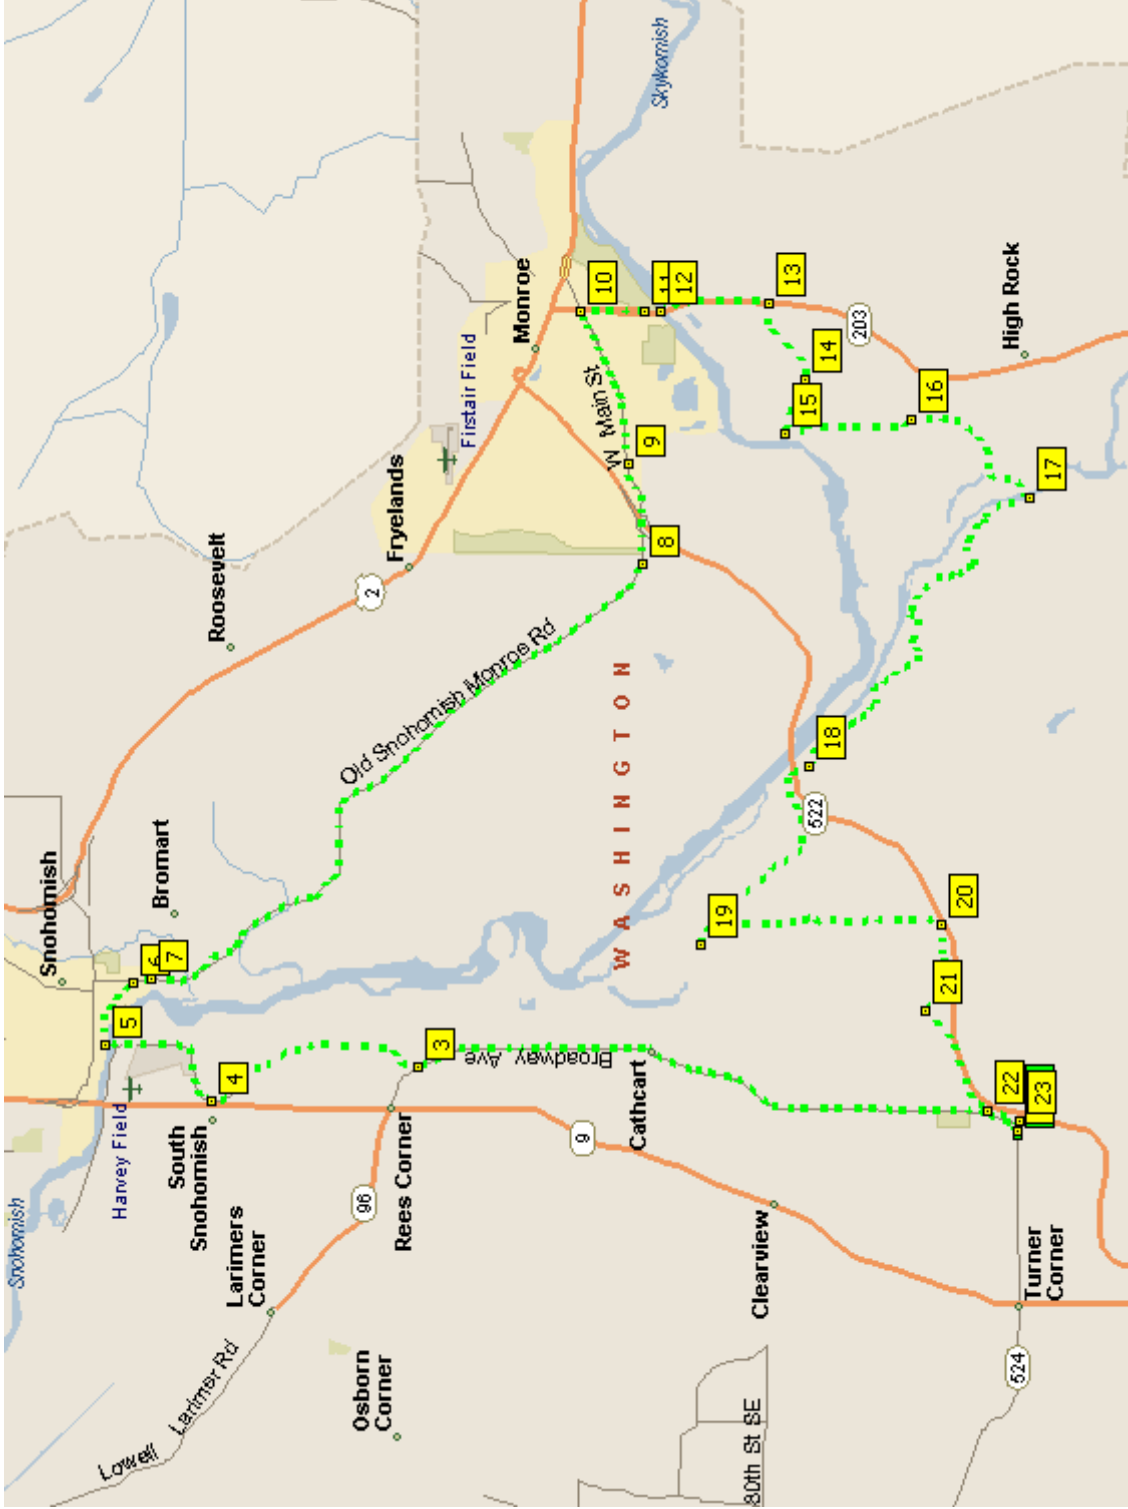 Snohomish
Lowell Larimer Rd
Larimers
Corner
Osborn
Corner
96
Harvey Field
South
Snohomish
Rees Corner
9
Clearview
80th St SE
524
Turner
Corner
Cathcart
Broadway Ave
Snohomish
Bromart
Roosevelt
2
Fryelands
Firstair Field
Monroe
W Main St
Old Snohomish Monroe Rd
WASHINGTON
522
203
High Rock
Skykomish
3
4
5
6
7
8
9
10
11
12
13
14
15
16
17
18
19
20
21
22
23